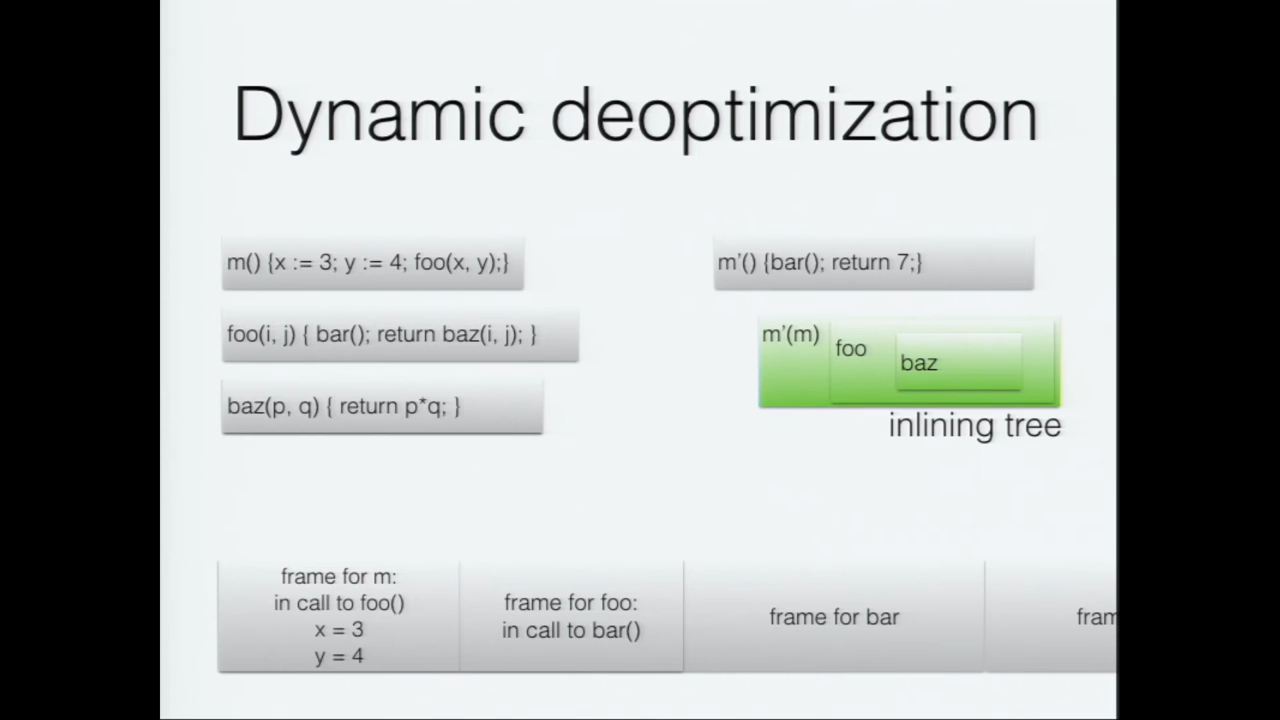 Dynamic deoptimization
m() {x := 3; y := 4; foo(x, y);}
m’() {bar(); return 7;}
foo(i, j) { bar(); return baz(i, j); }
m’(m)
foo
baz
baz(p, q) { return p*q; }
inlining tree
frame for m:
in call to foo()
x = 3
y = 4
frame for foo:
in call to bar()
frame for bar